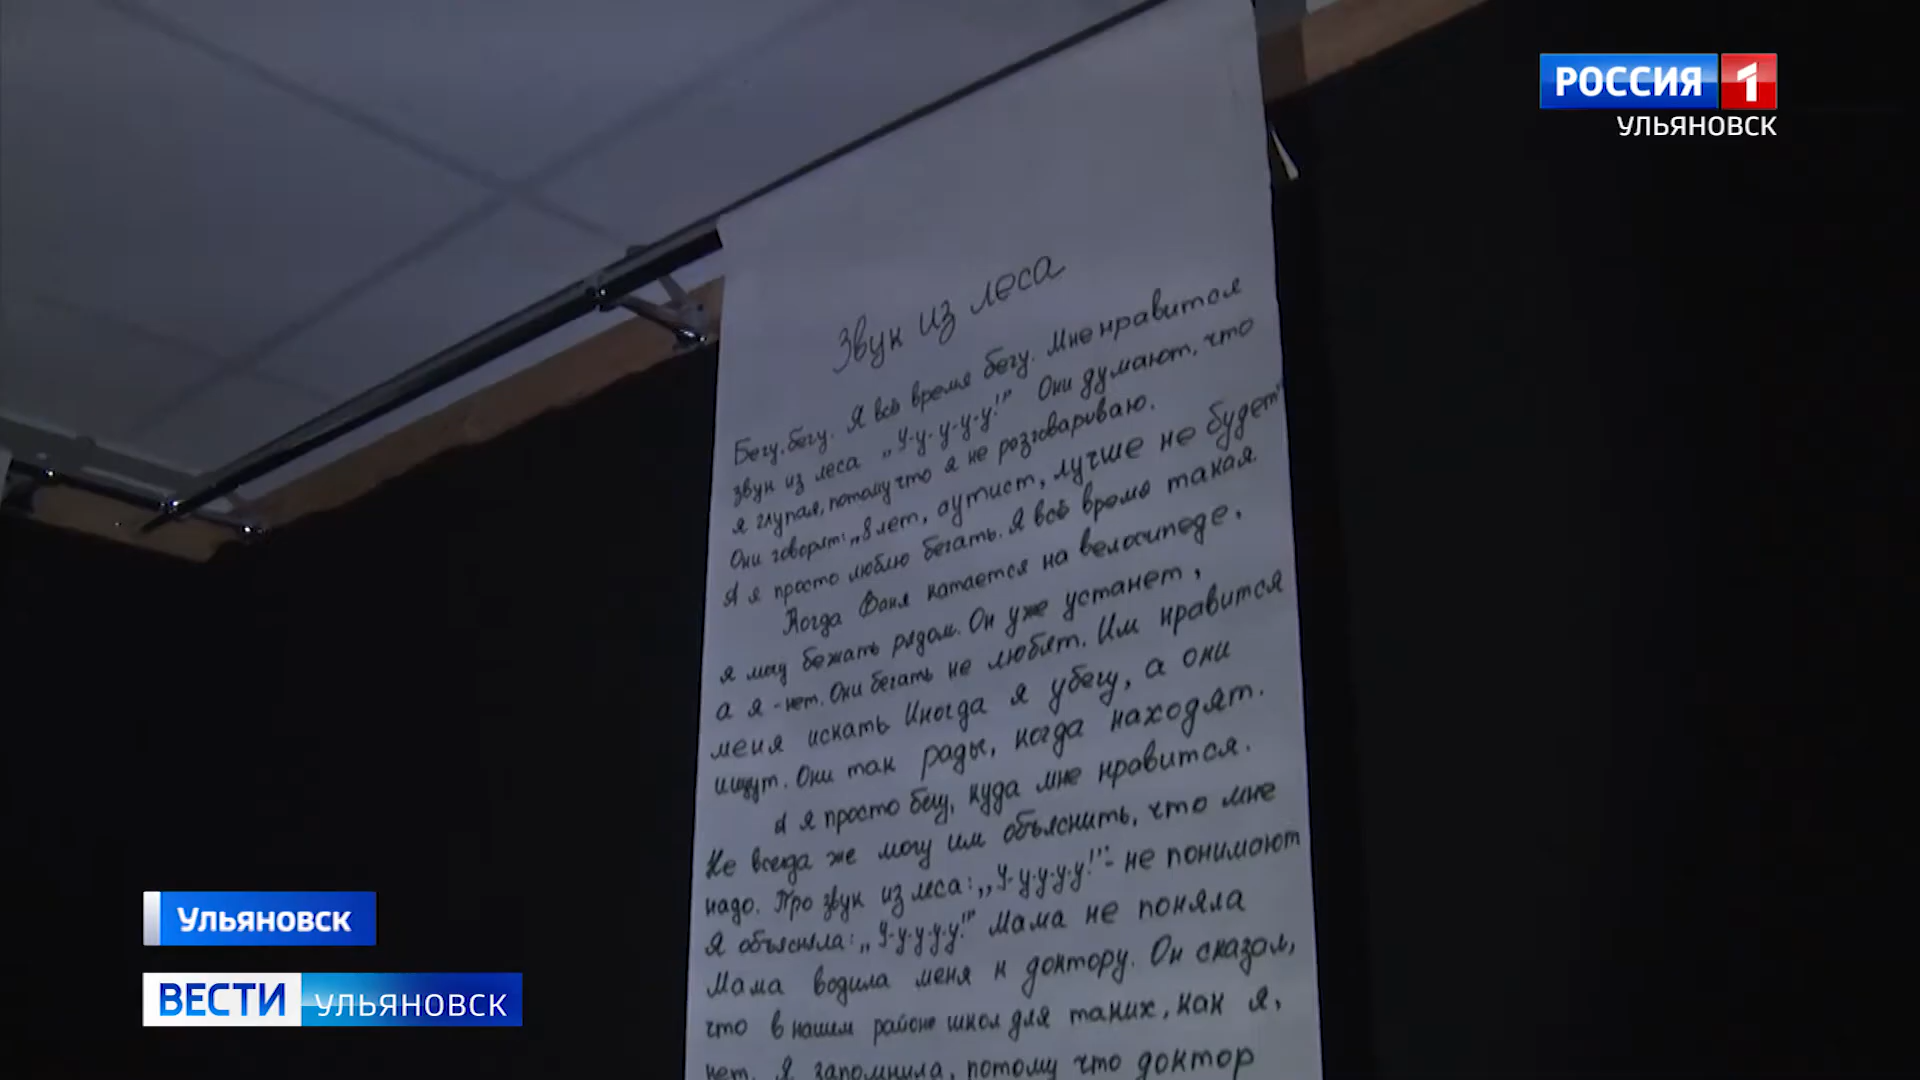 РОССИЯ 1
УЛЬЯНОВСК
Звук из леса
Бегу, бегу. Я всё время бегу. Мне нравится
звук из леса „У-у-у-у-у!” Они думают, что
я глупая, потому что я не разговариваю.
Они говорят: „8 лет, аутист, лучше не будет”
А я просто люблю бегать. Я всё время такая.
Когда Ваня катается на велосипеде,
я могу бежать рядом. Он уже устанет,
а я - нет. Они бегать не любят. Им нравится
меня искать Иногда я убегу, а они
ищут. Они так рады, когда находят.
А я просто бегу, куда мне нравится.
Не всегда же могу им объяснить, что мне
надо. Про звук из леса: „У-у-у-у-у!” - не понимают
Я объясняла: „У-у-у-у-у!” Мама не поняла
Мама водила меня к доктору. Он сказал,
что в нашем районе школ для таких, как я,
нет. Я запомнила, потому что доктор
Ульяновск
ВЕСТИ УЛЬЯНОВСК